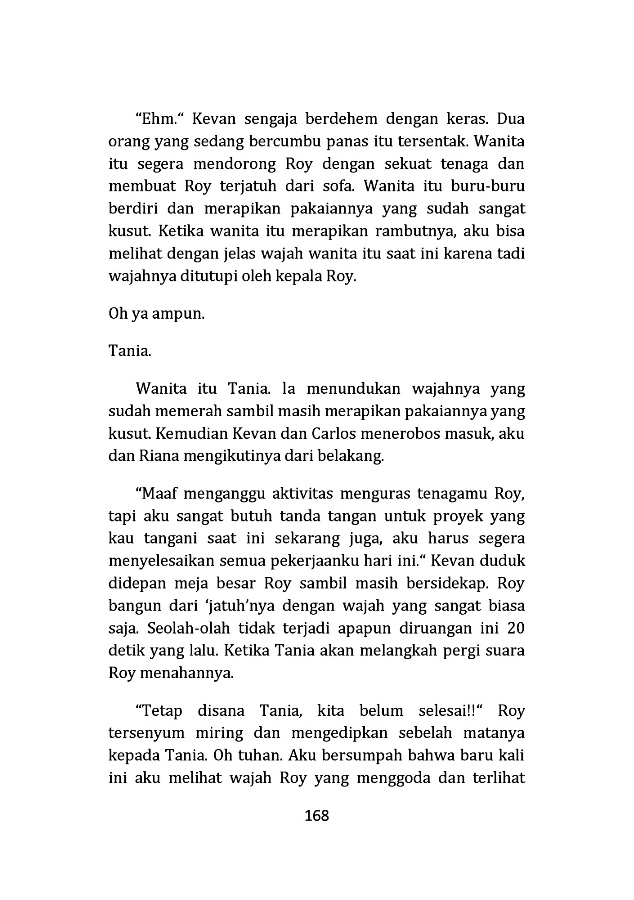 “Ehm.“ Kevan sengaja berdehem dengan keras. Dua
orang yang sedang bercumbu panas itu tersentak. Wanita
itu segera mendorong Roy dengan sekuat tenaga dan
membuat Roy terjatuh dari sofa. Wanita itu buru-buru
berdiri dan merapikan pakaiannya yang sudah sangat
kusut. Ketika wanita itu merapikan rambutnya, aku bisa
melihat dengan jelas wajah wanita itu saat ini karena tadi
wajahnya ditutupi oleh kepala Roy.
Oh ya ampun.
Tania.
Wanita itu Tania. Ia menundukan wajahnya yang
sudah memerah sambil masih merapikan pakaiannya yang
kusut. Kemudian Kevan dan Carlos menerobos masuk, aku
dan Riana mengikutinya dari belakang.
“Maaf menganggu aktivitas menguras tenagamu Roy,
tapi aku sangat butuh tanda tangan untuk proyek yang
kau tangani saat ini sekarang juga, aku harus segera
menyelesaikan semua pekerjaanku hari ini.“ Kevan duduk
didepan meja besar Roy sambil masih bersidekap. Roy
bangun dari ‘jatuh’nya dengan wajah yang sangat biasa
saja. Seolah-olah tidak terjadi apapun diruangan ini 20
detik yang lalu. Ketika Tania akan melangkah pergi suara
Roy menahannya.
“Tetap disana Tania, kita belum selesai!!“ Roy
tersenyum miring dan mengedipkan sebelah matanya
kepada Tania. Oh tuhan. Aku bersumpah bahwa baru kali
ini aku melihat wajah Roy yang menggoda dan terlihat
168